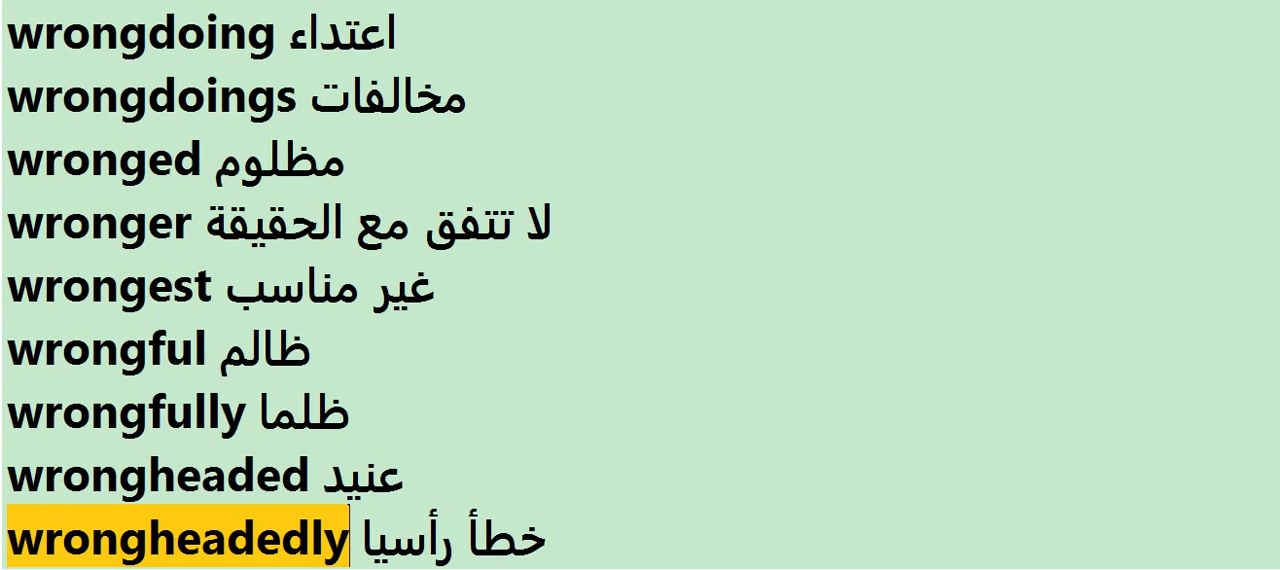 wrongdoing اعتداء
wrongdoings مخالفات
wronged مظلوم
wronger لا تتفق مع الحقيقة
wrongest غير مناسب
wrongful ظالم
wrongfully ظلما
wrongheaded عنيد
wrongheadedly خطأ رأسيا